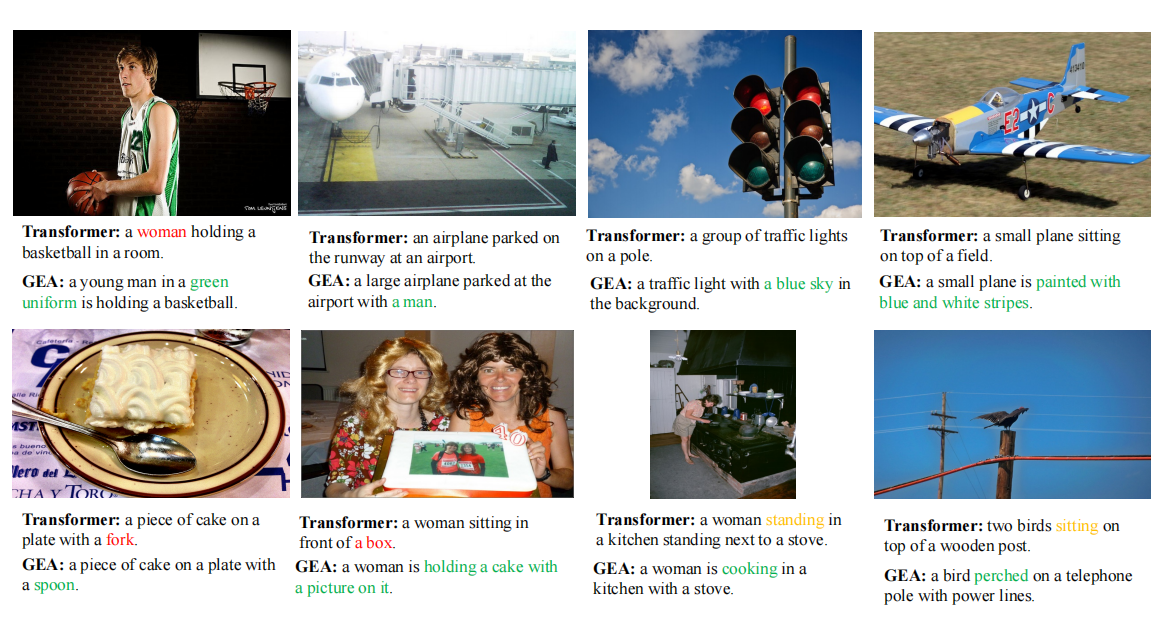 TOM LEUNTJENS
413410
E2 C
Transformer: a woman holding a
basketball in a room.
GEA: a young man in a green
uniform is holding a basketball.
Transformer: an airplane parked on
the runway at an airport.
GEA: a large airplane parked at the
airport with a man.
Transformer: a group of traffic lights
on a pole.
GEA: a traffic light with a blue sky in
the background.
Transformer: a small plane sitting
on top of a field.
GEA: a small plane is painted with
blue and white stripes.
CHA Y TORO
40
Transformer: a piece of cake on a
plate with a fork.
GEA: a piece of cake on a plate with
a spoon.
Transformer: a woman sitting in
front of a box.
GEA: a woman is holding a cake with
a picture on it.
Transformer: a woman standing in
a kitchen standing next to a stove.
GEA: a woman is cooking in a
kitchen with a stove.
Transformer: two birds sitting on
top of a wooden post.
GEA: a bird perched on a telephone
pole with power lines.